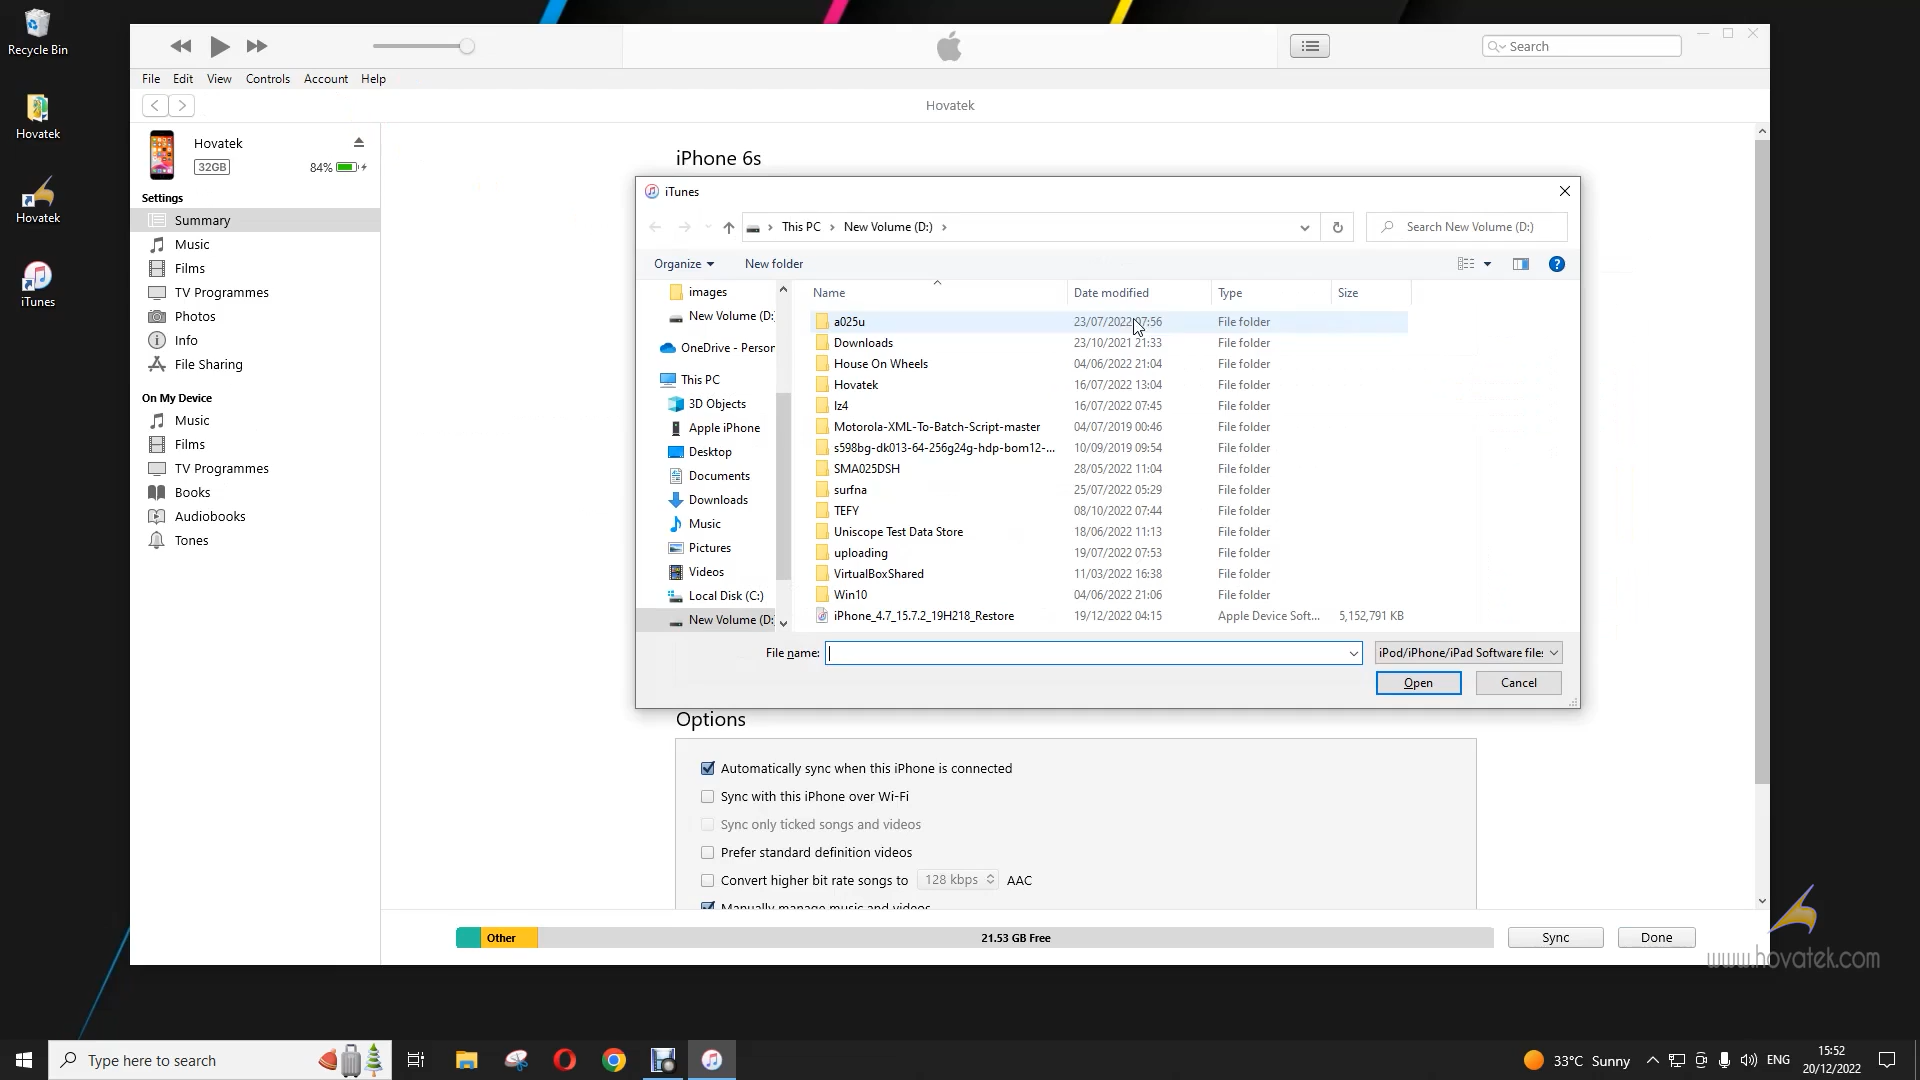 Recycle Bin
Hovatek
Hovatek
iTunes
Search
File Edit View Controls Account Help
Hovatek
Hovatek
32GB 84%
Settings
Summary
Music
Films
TV Programmes
Photos
Info
File Sharing
On My Device
Music
Films
TV Programmes
Books
Audiobooks
Tones
iPhone 6s
iTunes
This PC New Volume (D:)
Search New Volume (D:)
Organize New folder
images
New Volume (D:
OneDrive - Person
This PC
3D Objects
Apple iPhone
Desktop
Documents
Downloads
Music
Pictures
Videos
Local Disk (C:)
New Volume (D:
Name Date modified Type Size
a025u 23/07/2022 07:56 File folder
Downloads 23/10/2021 21:33 File folder
House On Wheels 04/06/2022 21:04 File folder
Hovatek 16/07/2022 13:04 File folder
lz4 16/07/2022 07:45 File folder
Motorola-XML-To-Batch-Script-master 04/07/2019 00:46 File folder
s598bg-dk013-64-256g24g-hdp-bom12-... 10/09/2019 09:54 File folder
SMA025DSH 28/05/2022 11:04 File folder
surfna 25/07/2022 05:29 File folder
TEFY 08/10/2022 07:44 File folder
Uniscope Test Data Store 18/06/2022 11:13 File folder
uploading 19/07/2022 07:53 File folder
VirtualBoxShared 11/03/2022 16:38 File folder
Win10 04/06/2022 21:06 File folder
iPhone_4.7_15.7.2_19H218_Restore 19/12/2022 04:15 Apple Device Soft... 5,152,791 KB
File name:
iPod/iPhone/iPad Software files
Open Cancel
Options
Automatically sync when this iPhone is connected
Sync with this iPhone over Wi-Fi
Sync only ticked songs and videos
Prefer standard definition videos
Convert higher bit rate songs to 128 kbps AAC
Manually manage music and videos
Other 21.53 GB Free
Sync Done
www.hovatek.com
Type here to search
33°C Sunny
ENG
15:52
20/12/2022